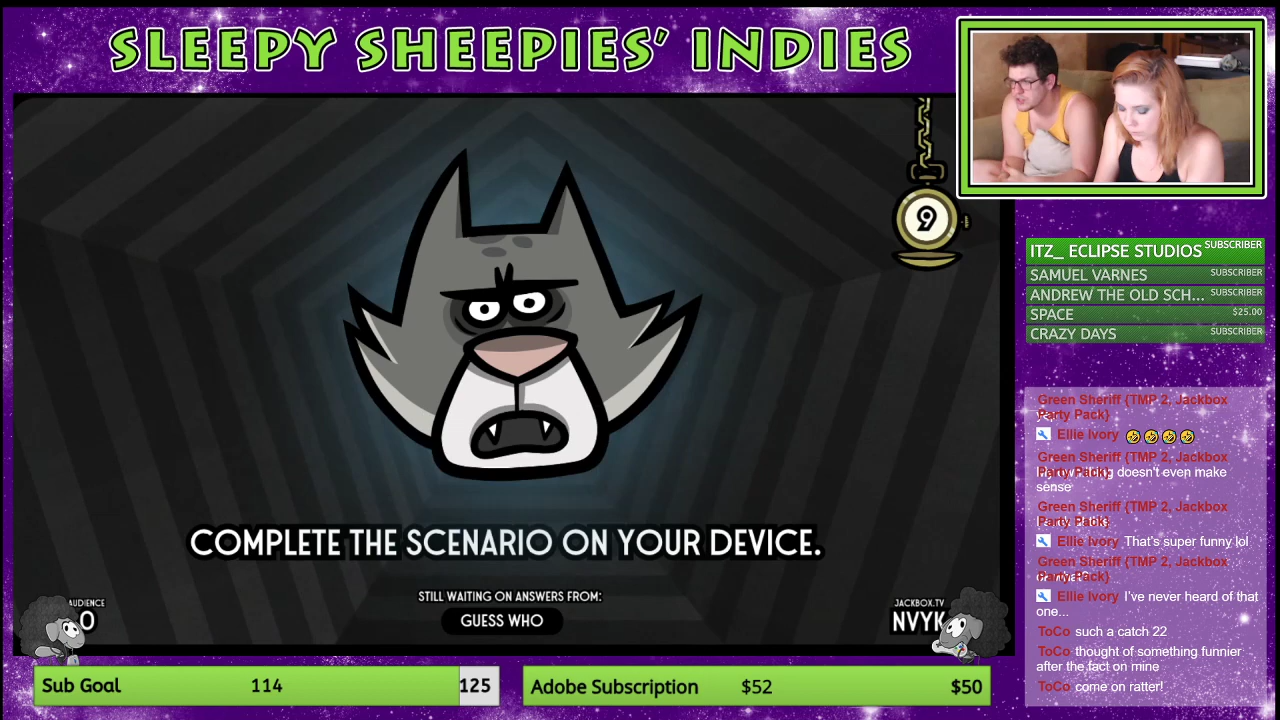 SLEEPY SHEEPIES' INDIES
9
COMPLETE THE SCENARIO ON YOUR DEVICE.
STILL WAITING ON ANSWERS FROM:
GUESS WHO
AUDIENCE
0
JACKBOX.TV
NVYK
Sub Goal 114 125
Adobe Subscription $52 $50
ITZ_ ECLIPSE STUDIOS SUBSCRIBER
SAMUEL VARNES SUBSCRIBER
ANDREW THE OLD SCH... SUBSCRIBER
SPACE $25.00
CRAZY DAYS SUBSCRIBER
Green Sheriff {TMP 2, Jackbox
Party Pack}
Ellie Ivory
Green Sheriff {TMP 2, Jackbox
Party Pack} doesn't even make
sense
Green Sheriff {TMP 2, Jackbox
Party Pack}
Ellie Ivory That's super funny lol
Green Sheriff {TMP 2, Jackbox
Party Pack}
Ellie Ivory I've never heard of that
one...
ToCo such a catch 22
ToCo thought of something funnier
after the fact on mine
ToCo come on ratter!